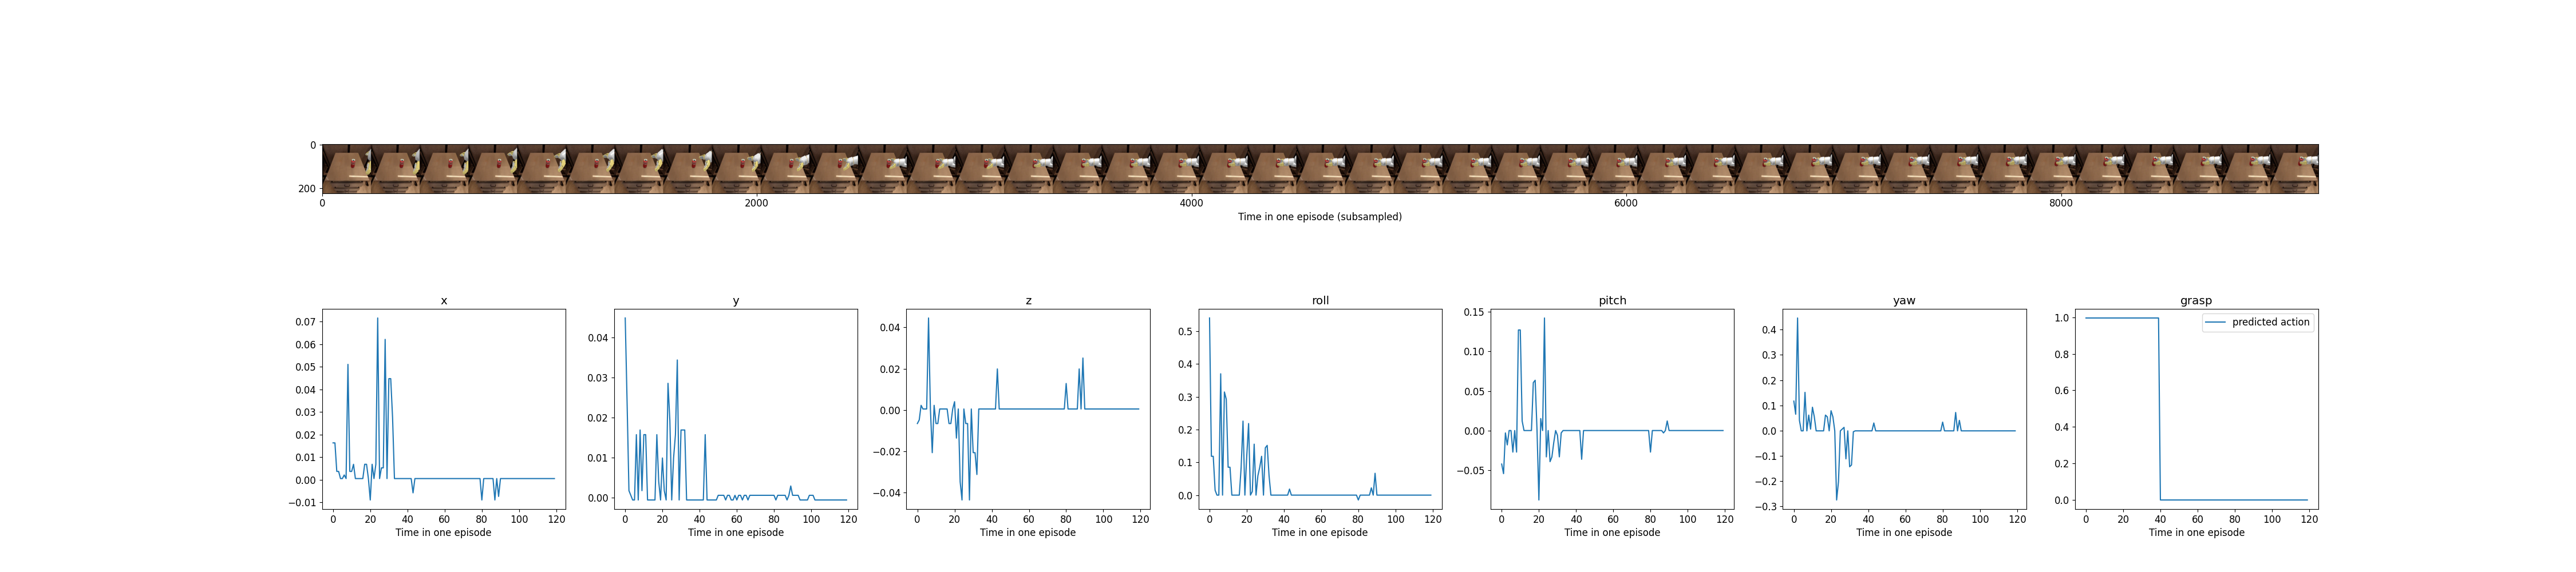 0
200
0 2000 4000 6000 8000
Time in one episode (subsampled)
x
0.07
0.06
0.05
0.04
0.03
0.02
0.01
0.00
−0.01
0 20 40 60 80 100 120
Time in one episode
y
0.04
0.03
0.02
0.01
0.00
0 20 40 60 80 100 120
Time in one episode
z
0.04
0.02
0.00
−0.02
−0.04
0 20 40 60 80 100 120
Time in one episode
roll
0.5
0.4
0.3
0.2
0.1
0.0
0 20 40 60 80 100 120
Time in one episode
pitch
0.15
0.10
0.05
0.00
−0.05
0 20 40 60 80 100 120
Time in one episode
yaw
0.4
0.3
0.2
0.1
0.0
−0.1
−0.2
−0.3
0 20 40 60 80 100 120
Time in one episode
grasp
predicted action
1.0
0.8
0.6
0.4
0.2
0.0
0 20 40 60 80 100 120
Time in one episode